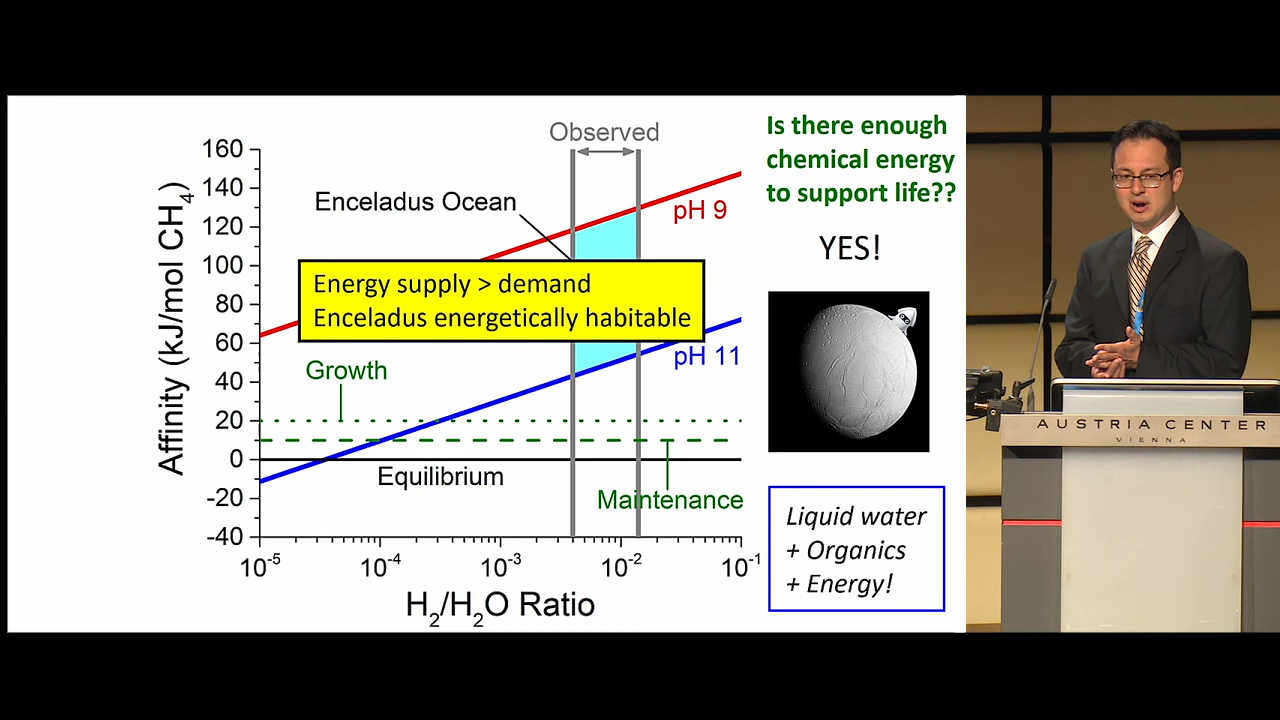 Observed
160
140
120
100
80
60
40
20
0
-20
-40
Affinity (kJ/mol CH₄)
Enceladus Ocean
pH 9
Energy supply > demand
Enceladus energetically habitable
pH 11
Growth
Equilibrium
Maintenance
10⁻⁵
10⁻⁴
10⁻³
10⁻²
10⁻¹
H₂/H₂O Ratio
Is there enough
chemical energy
to support life??
YES!
Liquid water
+ Organics
+ Energy!
AUSTRIA CENTER
VIENNA